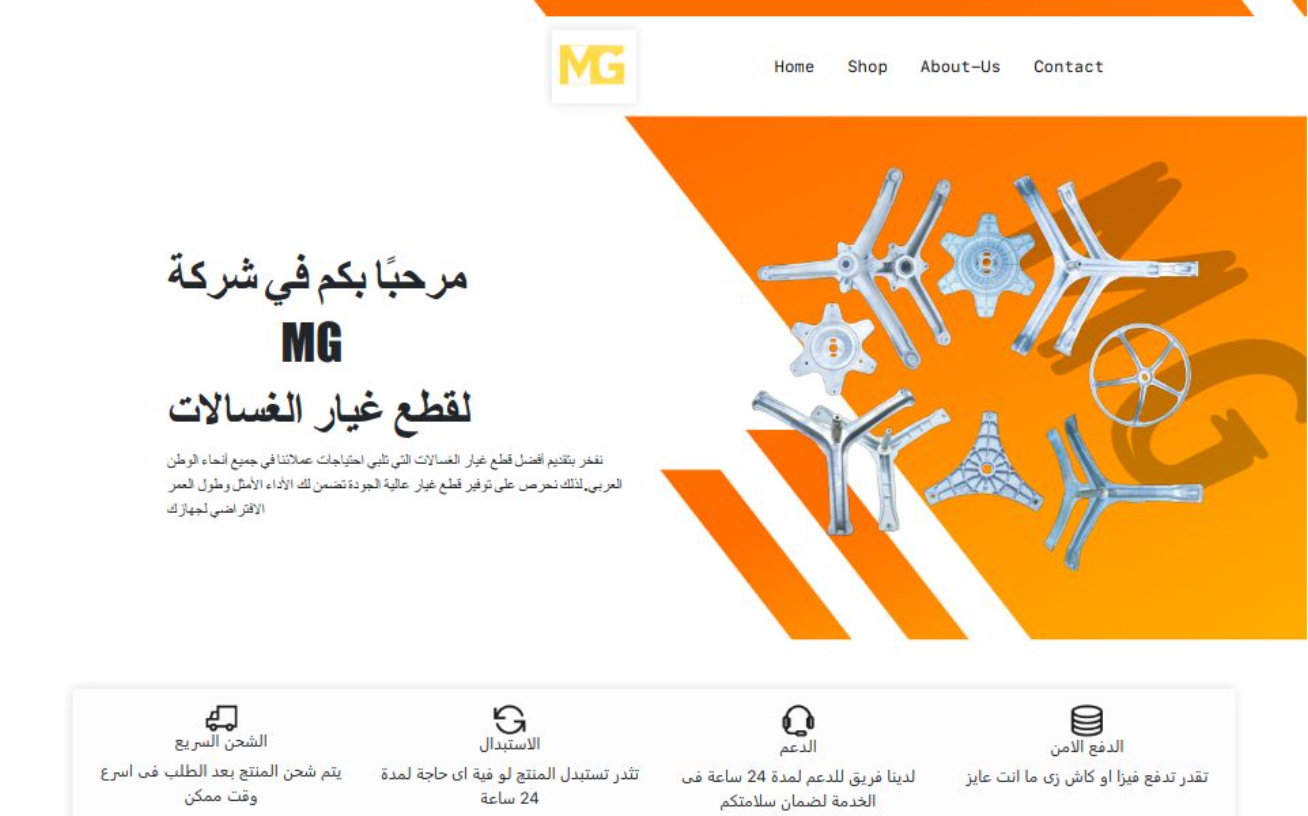 MG
Home Shop About-Us Contact
مرحبًا بكم في شركة
MG
لقطع غيار الغسالات
نفخر بتقديم أفضل قطع غيار الغسالات التي تلبي احتياجات عملائنا في جميع أنحاء الوطن
العربي.لذلك نحرص على توفير قطع غيار عالية الجودة تضمن لك الأداء الأمثل وطول العمر
الافتراضي لجهازك
MG
الشحن السريع
يتم شحن المنتج بعد الطلب فى اسرع
وقت ممكن
الاستبدال
تثدر تستبدل المنتج لو فية اى حاجة لمدة
24 ساعة
الدعم
لدينا فريق للدعم لمدة 24 ساعة فى
الخدمة لضمان سلامتكم
الدفع الامن
تقدر تدفع فيزا او كاش زى ما انت عايز